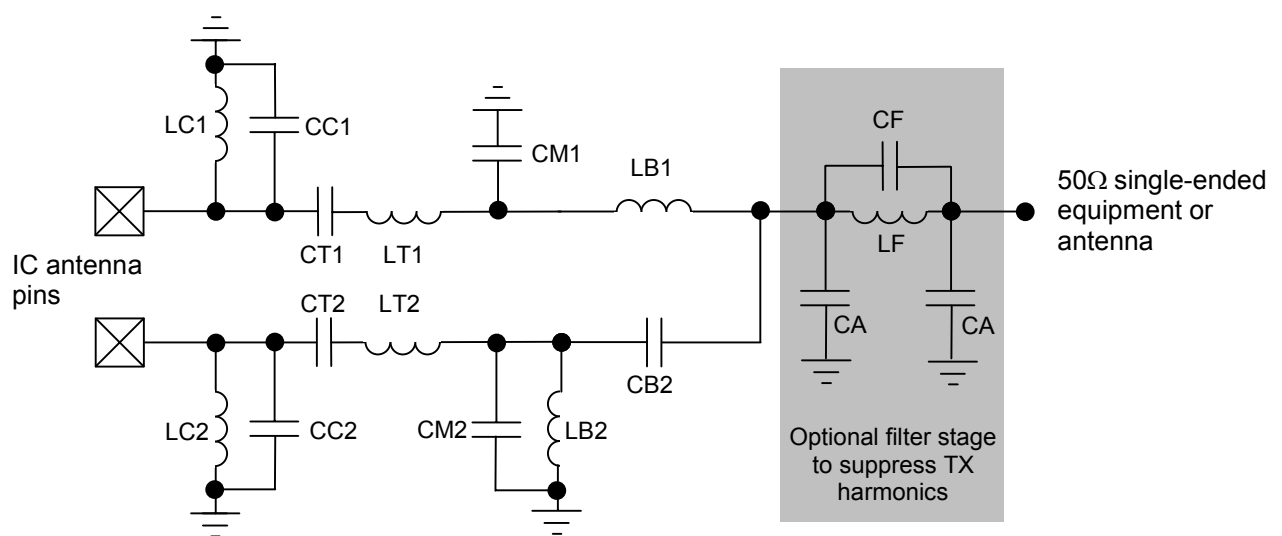 LC1
CC1
CM1
LB1
CF
LF
CA
CA
50Ω single-ended
equipment or
antenna
IC antenna
pins
CT1
LT1
CT2
LT2
CB2
LC2
CC2
CM2
LB2
Optional filter stage
to suppress TX
harmonics